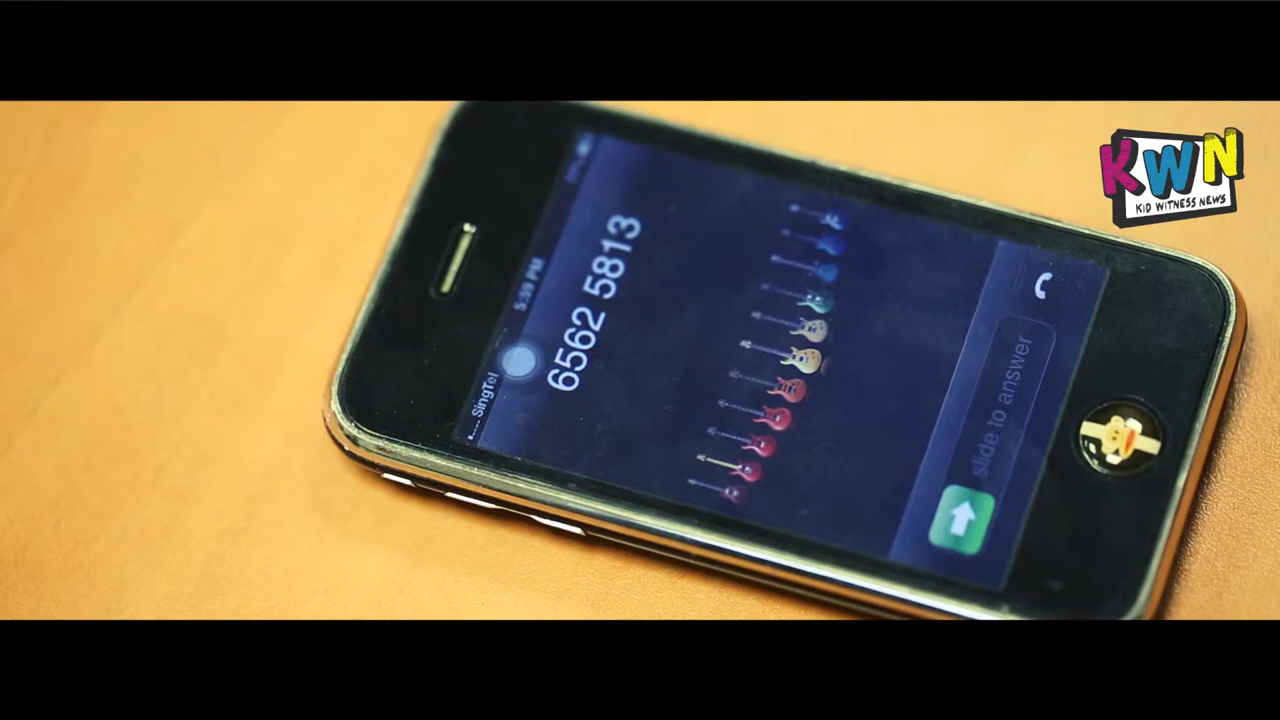 KWN
KID WITNESS NEWS
SingTel
5:59 PM
6562 5813
slide to answer